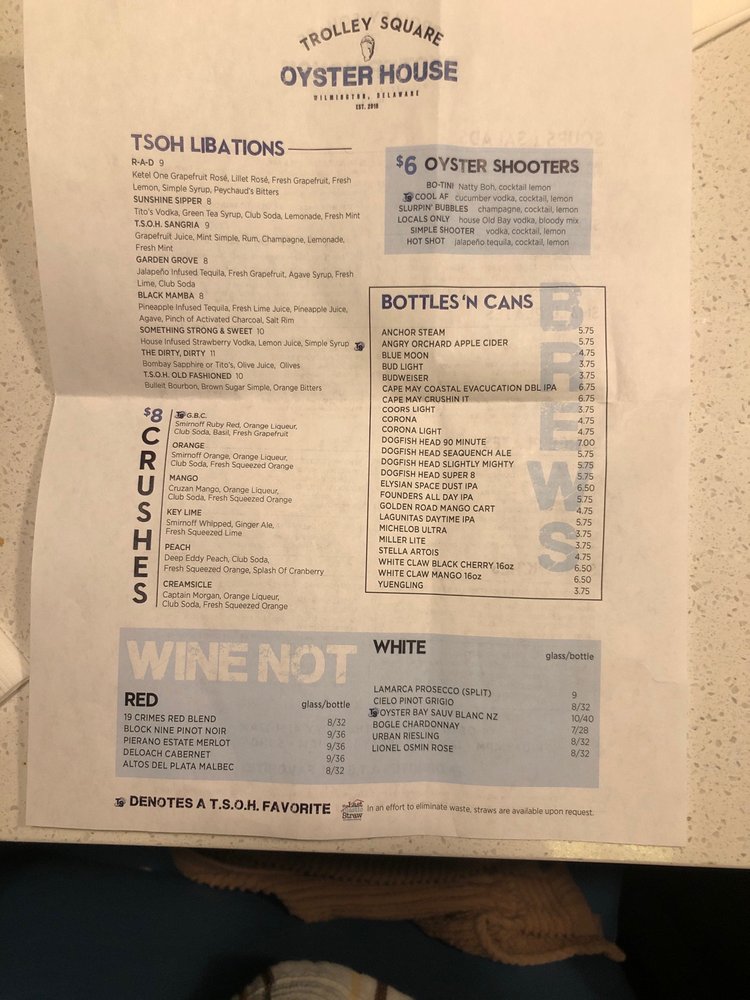 TROLLEY SQUARE
OYSTER HOUSE
WILMINGTON, DELAWARE
EST. 2018
TSOH LIBATIONS
R-A-D 9
Ketel One Grapefruit Rosé, Lillet Rosé, Fresh Grapefruit, Fresh
Lemon, Simple Syrup, Peychaud's Bitters
SUNSHINE SIPPER 8
Tito's Vodka, Green Tea Syrup, Club Soda, Lemonade, Fresh Mint
T.S.O.H. SANGRIA 9
Grapefruit Juice, Mint Simple, Rum, Champagne, Lemonade,
Fresh Mint
GARDEN GROVE 8
Jalapeño Infused Tequila, Fresh Grapefruit, Agave Syrup, Fresh
Lime, Club Soda
BLACK MAMBA 8
Pineapple Infused Tequila, Fresh Lime Juice, Pineapple Juice,
Agave, Pinch of Activated Charcoal, Salt Rim
SOMETHING STRONG & SWEET 10
House Infused Strawberry Vodka, Lemon Juice, Simple Syrup
THE DIRTY, DIRTY 11
Bombay Sapphire or Tito's, Olive Juice, Olives
T.S.O.H. OLD FASHIONED 10
Bulleit Bourbon, Brown Sugar Simple, Orange Bitters
$6 OYSTER SHOOTERS
BO-TINI Natty Boh, cocktail lemon
COOL AF cucumber vodka, cocktail, lemon
SLURPIN' BUBBLES champagne, cocktail, lemon
LOCALS ONLY house Old Bay vodka, bloody mix
SIMPLE SHOOTER vodka, cocktail, lemon
HOT SHOT jalapeño tequila, cocktail, lemon
BOTTLES 'N CANS
BREWS
ANCHOR STEAM 5.75
ANGRY ORCHARD APPLE CIDER 5.75
BLUE MOON 4.75
BUD LIGHT 3.75
BUDWEISER 3.75
CAPE MAY COASTAL EVACUCATION DBL IPA 6.75
CAPE MAY CRUSHIN IT 6.75
COORS LIGHT 3.75
CORONA 4.75
CORONA LIGHT 4.75
DOGFISH HEAD 90 MINUTE 7.00
DOGFISH HEAD SEAQUENCH ALE 5.75
DOGFISH HEAD SLIGHTLY MIGHTY 5.75
DOGFISH HEAD SUPER 8 5.75
ELYSIAN SPACE DUST IPA 6.50
FOUNDERS ALL DAY IPA 5.75
GOLDEN ROAD MANGO CART 4.75
LAGUNITAS DAYTIME IPA 5.75
MICHELOB ULTRA 3.75
MILLER LITE 3.75
STELLA ARTOIS 4.75
WHITE CLAW BLACK CHERRY 16oz 6.50
WHITE CLAW MANGO 16oz 6.50
YUENGLING 3.75
$8 CRUSHES
G.B.C.
Smirnoff Ruby Red, Orange Liqueur,
Club Soda, Basil, Fresh Grapefruit
ORANGE
Smirnoff Orange, Orange Liqueur,
Club Soda, Fresh Squeezed Orange
MANGO
Cruzan Mango, Orange Liqueur,
Club Soda, Fresh Squeezed Orange
KEY LIME
Smirnoff Whipped, Ginger Ale,
Fresh Squeezed Lime
PEACH
Deep Eddy Peach, Club Soda,
Fresh Squeezed Orange, Splash Of Cranberry
CREAMSICLE
Captain Morgan, Orange Liqueur,
Club Soda, Fresh Squeezed Orange
WINE NOT
RED glass/bottle
19 CRIMES RED BLEND 8/32
BLOCK NINE PINOT NOIR 9/36
PIERANO ESTATE MERLOT 9/36
DELOACH CABERNET 9/36
ALTOS DEL PLATA MALBEC 8/32
WHITE glass/bottle
LAMARCA PROSECCO (SPLIT) 9
CIELO PINOT GRIGIO 8/32
OYSTER BAY SAUV BLANC NZ 10/40
BOGLE CHARDONNAY 7/28
URBAN RIESLING 8/32
LIONEL OSMIN ROSE 8/32
DENOTES A T.S.O.H. FAVORITE
Straw
In an effort to eliminate waste, straws are available upon request.